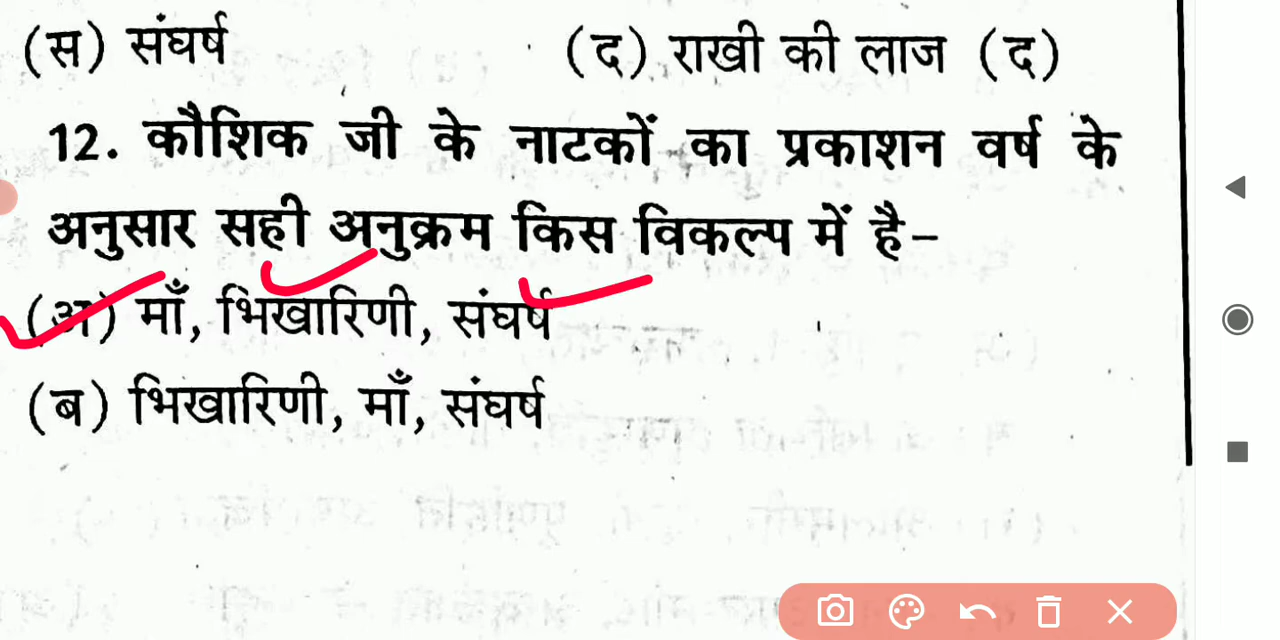 (स) संघर्ष (द) राखी की लाज (द)
12. कौशिक जी के नाटकों का प्रकाशन वर्ष के
अनुसार सही अनुक्रम किस विकल्प में है–
(अ) माँ, भिखारिणी, संघर्ष
(ब) भिखारिणी, माँ, संघर्ष